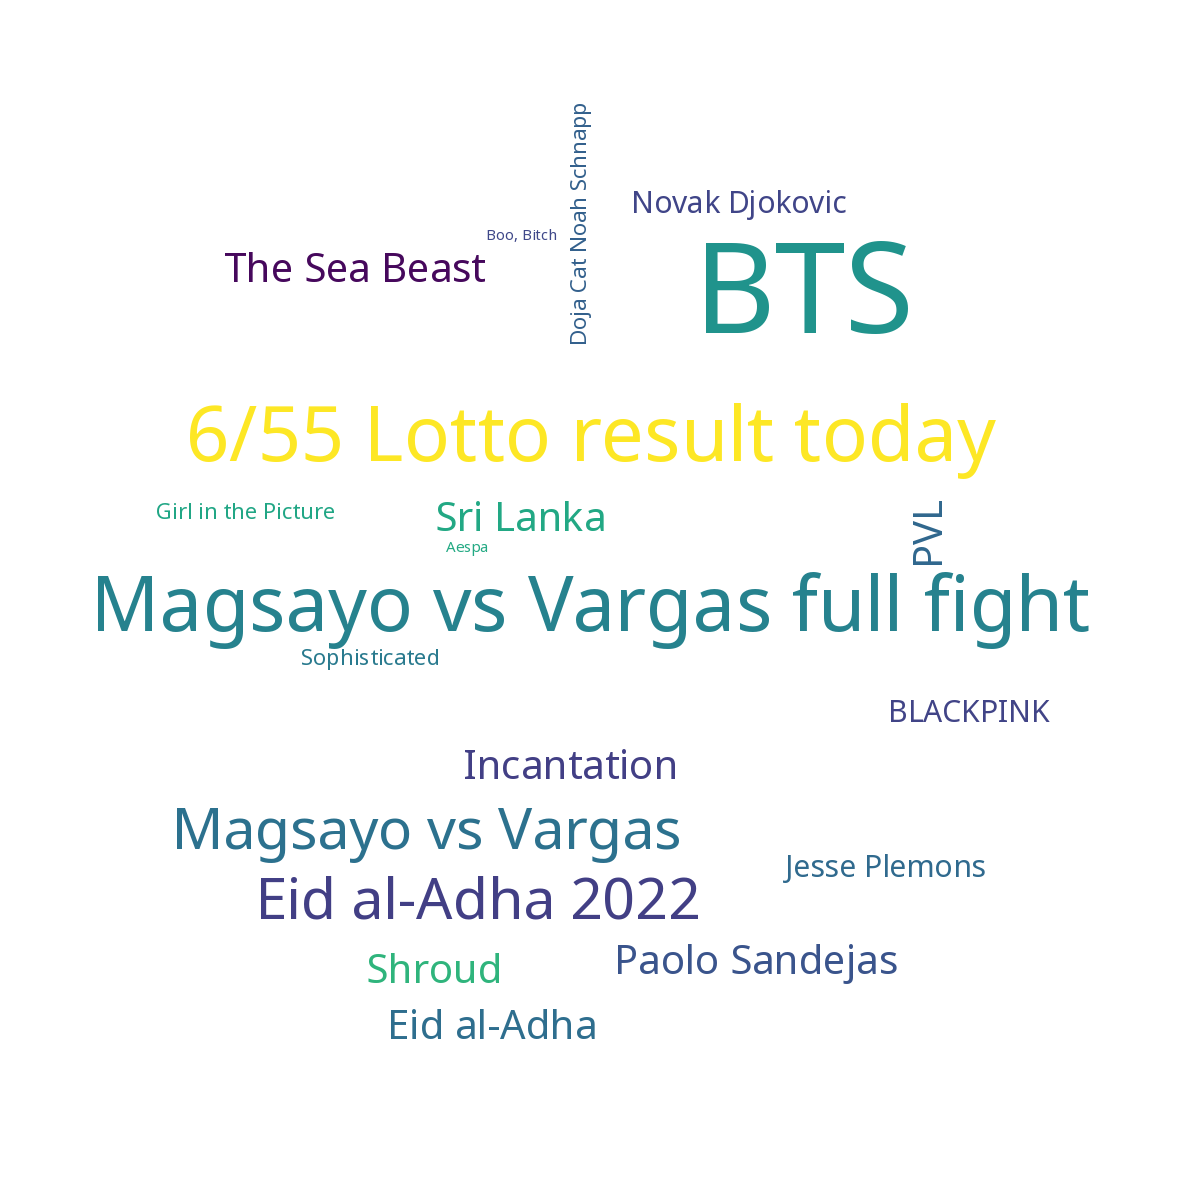 Doja Cat Noah Schnapp
Novak Djokovic
Boo, Bitch
The Sea Beast
BTS
6/55 Lotto result today
Girl in the Picture
Sri Lanka
PVL
Aespa
Magsayo vs Vargas full fight
Sophisticated
BLACKPINK
Incantation
Magsayo vs Vargas
Jesse Plemons
Eid al-Adha 2022
Paolo Sandejas
Shroud
Eid al-Adha